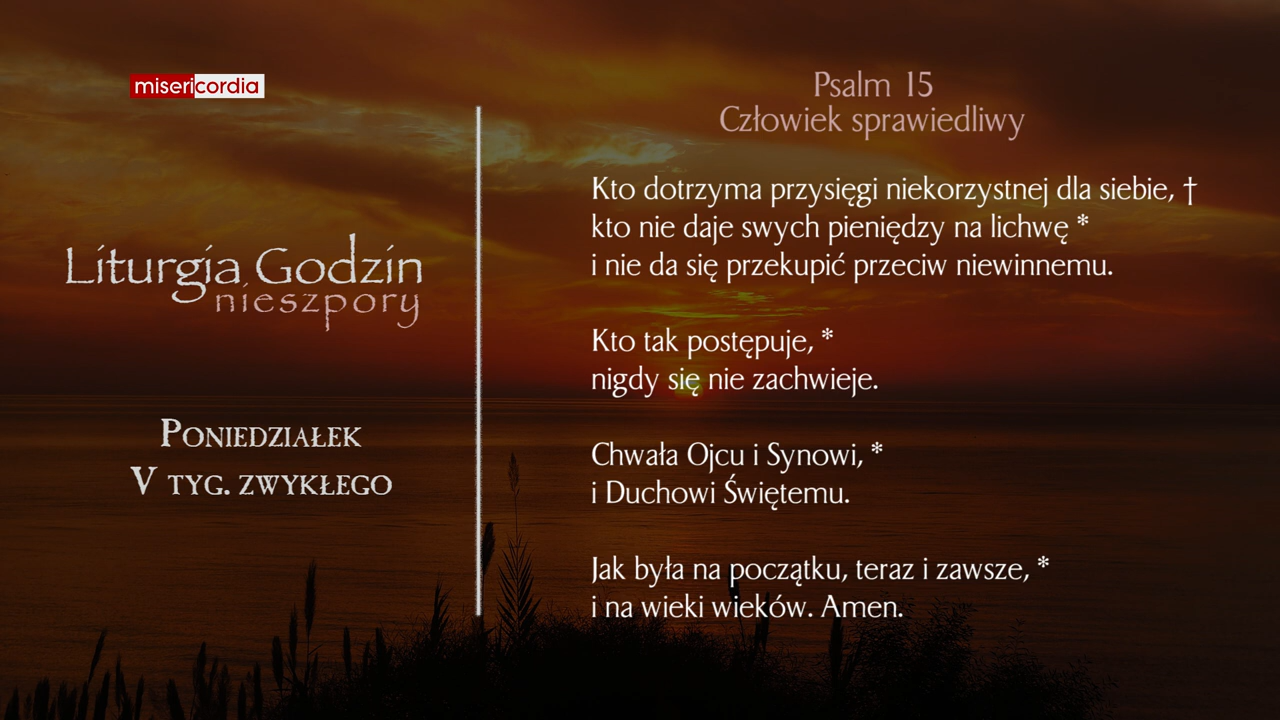 misericordia
Liturgia Godzin
nieszpory
Poniedziałek
V tyg. zwykłego
Psalm 15
Człowiek sprawiedliwy
Kto dotrzyma przysięgi niekorzystnej dla siebie, †
kto nie daje swych pieniędzy na lichwę *
i nie da się przekupić przeciw niewinnemu.
Kto tak postępuje, *
nigdy się nie zachwieje.
Chwała Ojcu i Synowi, *
i Duchowi Świętemu.
Jak była na początku, teraz i zawsze, *
i na wieki wieków. Amen.